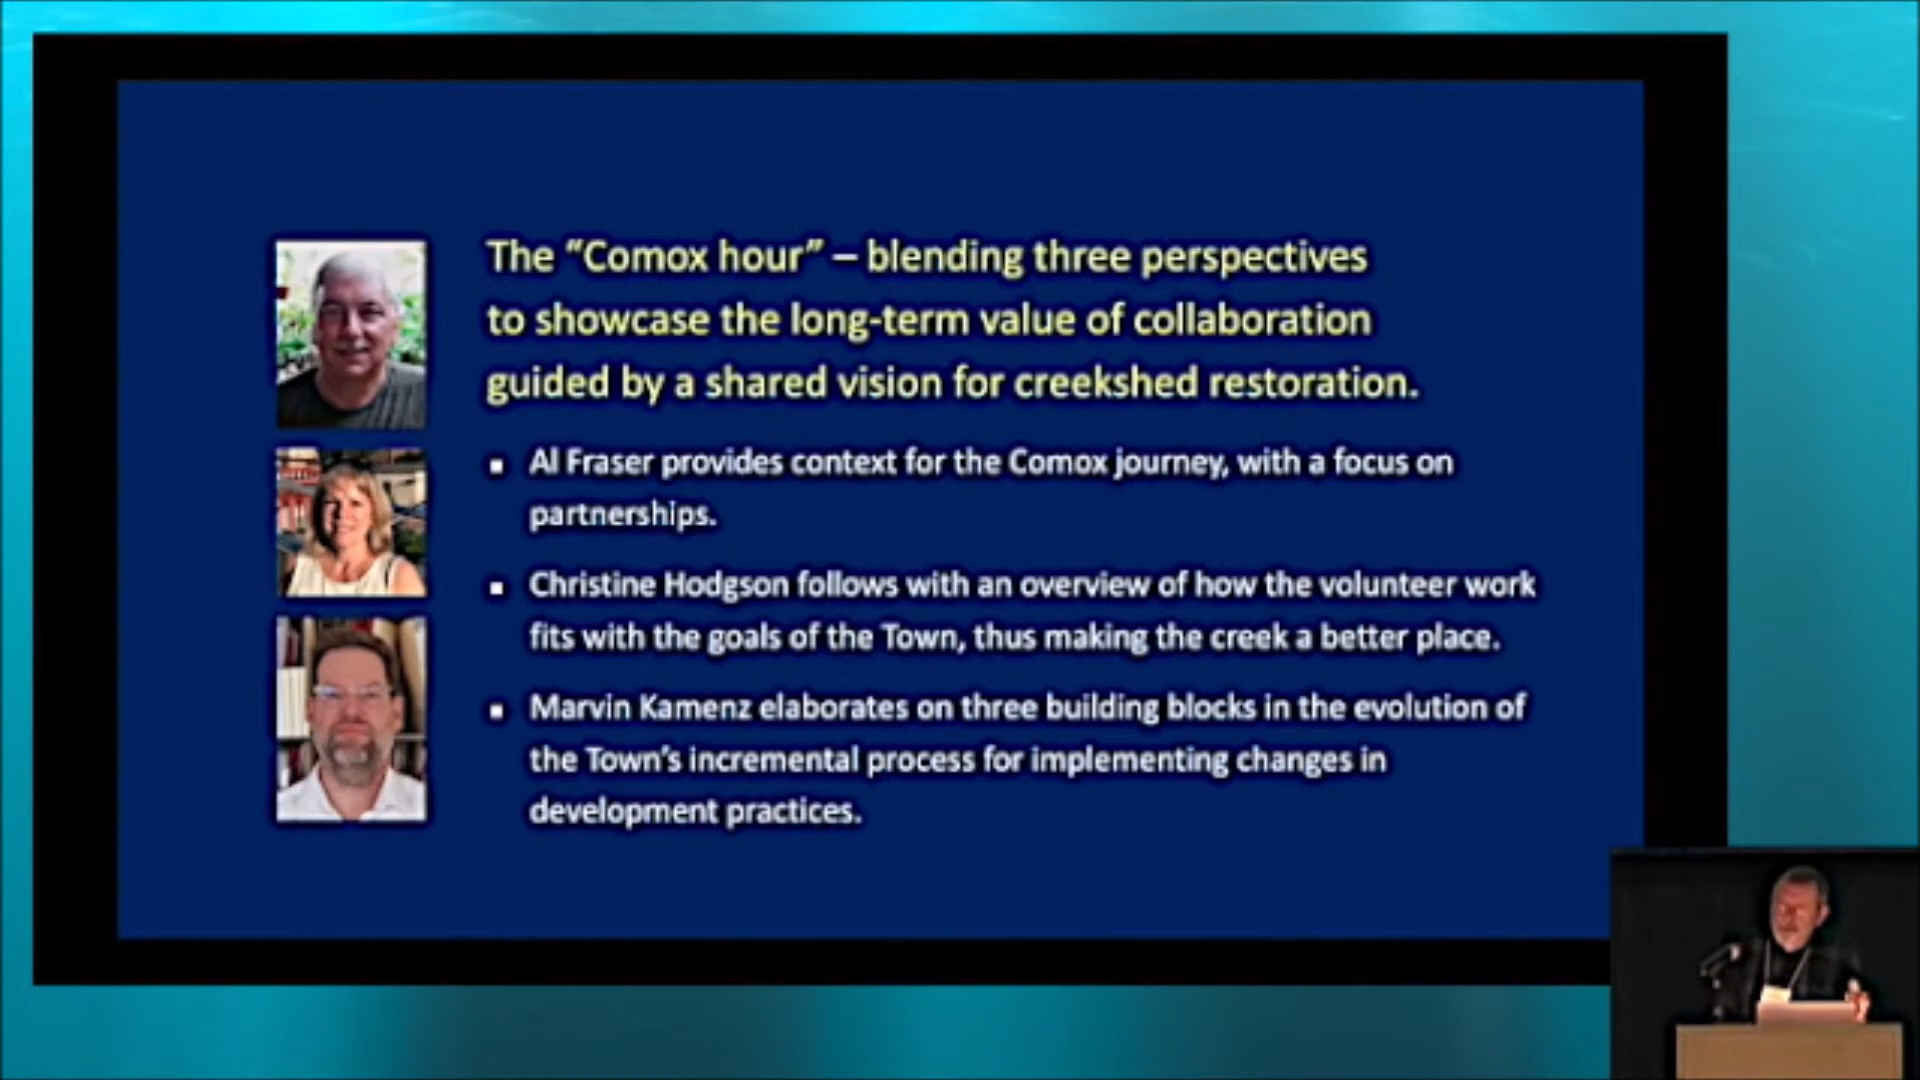 The “Comox hour” – blending three perspectives
to showcase the long-term value of collaboration
guided by a shared vision for creekshed restoration.
▪ Al Fraser provides context for the Comox journey, with a focus on
partnerships.
▪ Christine Hodgson follows with an overview of how the volunteer work
fits with the goals of the Town, thus making the creek a better place.
▪ Marvin Kamenz elaborates on three building blocks in the evolution of
the Town’s incremental process for implementing changes in
development practices.